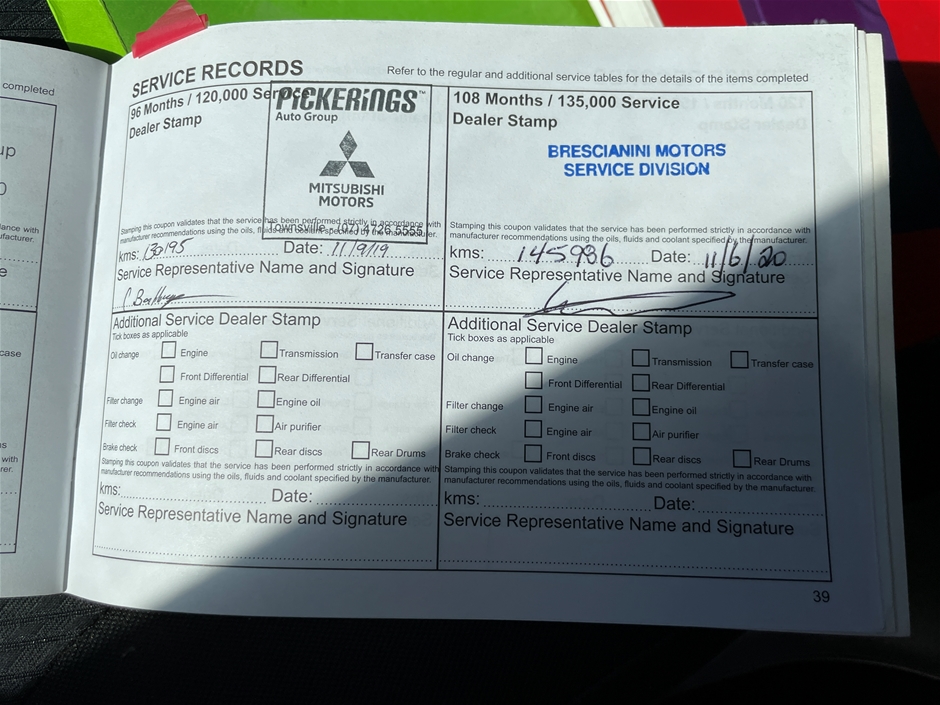 completed
SERVICE RECORDS
Refer to the regular and additional service tables for the details of the items completed
96 Months / 120,000 Service
Dealer Stamp
PICKERiNGS™
Auto Group
MITSUBISHI
MOTORS
Townsville - (07) 4726 5555
Stamping this coupon validates that the service has been performed strictly in accordance with
manufacturer recommendations using the oils, fluids and coolant specified by the manufacturer.
kms: 130195 Date: 11/9/19
Service Representative Name and Signature
Additional Service Dealer Stamp
Tick boxes as applicable
Oil change Engine Transmission Transfer case
Front Differential Rear Differential
Filter change Engine air Engine oil
Filter check Engine air Air purifier
Brake check Front discs Rear discs Rear Drums
Stamping this coupon validates that the service has been performed strictly in accordance with
manufacturer recommendations using the oils, fluids and coolant specified by the manufacturer.
kms: Date:
Service Representative Name and Signature
108 Months / 135,000 Service
Dealer Stamp
BRESCIANINI MOTORS
SERVICE DIVISION
Stamping this coupon validates that the service has been performed strictly in accordance with
manufacturer recommendations using the oils, fluids and coolant specified by the manufacturer.
kms: 145986 Date: 11/6/20
Service Representative Name and Signature
Additional Service Dealer Stamp
Tick boxes as applicable
Oil change Engine Transmission Transfer case
Front Differential Rear Differential
Filter change Engine air Engine oil
Filter check Engine air Air purifier
Brake check Front discs Rear discs Rear Drums
Stamping this coupon validates that the service has been performed strictly in accordance with
manufacturer recommendations using the oils, fluids and coolant specified by the manufacturer.
kms: Date:
Service Representative Name and Signature
39